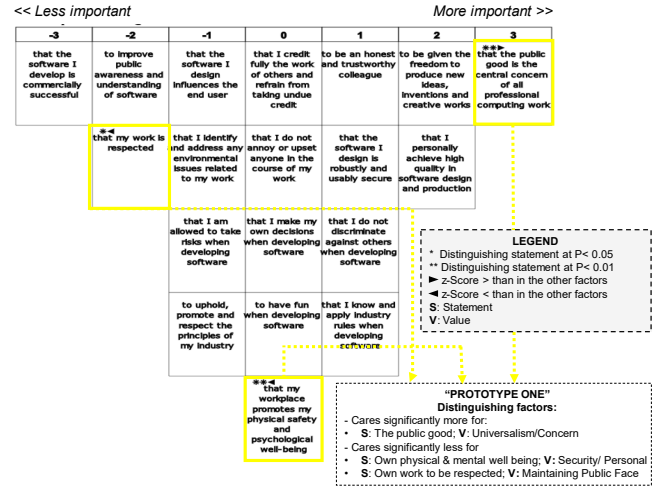 << Less important
More important >>
-3
-2
-1
0
1
2
3
that the
software I
develop is
commercially
successful
to improve
public
awareness and
understanding
of software
that the
software I
design
influences the
end user
that I credit
fully the work
of others and
refrain from
taking undue
credit
to be an honest
and trustworthy
colleague
to be given the
freedom to
produce new
ideas,
inventions and
creative works
**►
that the public
good is the
central concern
of all
professional
computing work
*◄
that my work is
respected
that I identify
and address any
environmental
issues related
to my work
that I do not
annoy or upset
anyone in the
course of my
work
that the
software I
design is
robustly and
usably secure
that I
personally
achieve high
quality in
software design
and production
that I am
allowed to take
risks when
developing
software
that I make my
own decisions
when developing
software
that I do not
discriminate
against others
when developing
software
to uphold,
promote and
respect the
principles of
my industry
to have fun
when developing
software
that I know and
apply industry
rules when
developing
software
**◄
that my
workplace
promotes my
physical safety
and
psychological
well-being
LEGEND
* Distinguishing statement at P< 0.05
** Distinguishing statement at P< 0.01
► z-Score > than in the other factors
◄ z-Score < than in the other factors
S: Statement
V: Value
“PROTOTYPE ONE”
Distinguishing factors:
- Cares significantly more for:
• S: The public good; V: Universalism/Concern
- Cares significantly less for
• S: Own physical & mental well being; V: Security/ Personal
• S: Own work to be respected; V: Maintaining Public Face